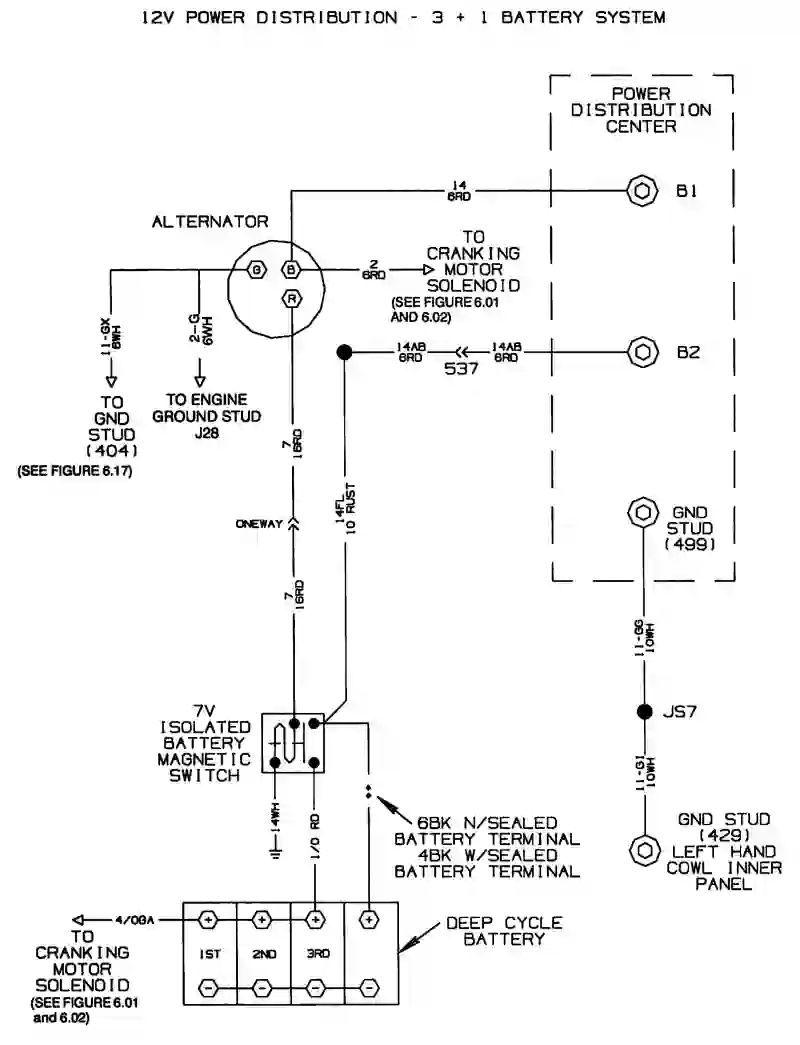 12V POWER DISTRIBUTION - 3 + 1 BATTERY SYSTEM
POWER
DISTRIBUTION
CENTER
14
6RD
B1
ALTERNATOR
G
B
R
2
6RD
TO
CRANKING
MOTOR
SOLENOID
(SEE FIGURE 6.01
AND 6.02)
11-GX
6WH
2-G
6WH
14AB
6RD
537
14AB
6RD
B2
TO
GND
STUD
(404)
(SEE FIGURE 6.17)
TO ENGINE
GROUND STUD
J28
7
16RD
14FL
10 RUST
ONEWAY
GND
STUD
(499)
7
16RD
11-GG
10WH
JS7
7V
ISOLATED
BATTERY
MAGNETIC
SWITCH
11-GI
10WH
14WH
1/0 RD
6BK N/SEALED
BATTERY TERMINAL
4BK W/SEALED
BATTERY TERMINAL
GND STUD
(429)
LEFT HAND
COWL INNER
PANEL
4/0GA
+ + + +
DEEP CYCLE
BATTERY
1ST 2ND 3RD
- - - -
TO
CRANKING
MOTOR
SOLENOID
(SEE FIGURE 6.01
and 6.02)